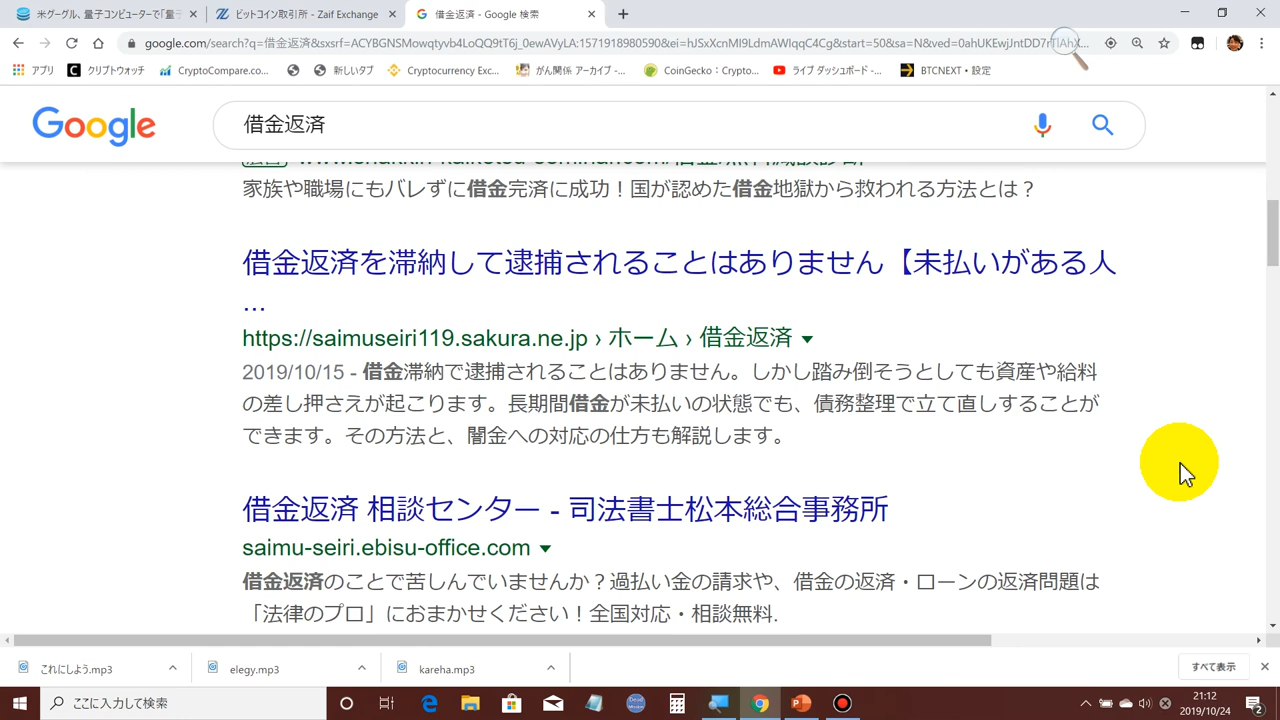 米グーグル、量子コンピューターで「量子
ビットコイン取引所 - Zaif Exchange
借金返済 - Google 検索
アプリ
クリプトウォッチ
CryptoCompare.co...
新しいタブ
Cryptocurrency Exc...
がん関係 アーカイブ -...
CoinGecko：Crypto...
ライブ ダッシュボード -...
BTCNEXT・設定
Google
借金返済
家族や職場にもバレずに借金完済に成功！国が認めた借金地獄から救われる方法とは？
借金返済を滞納して逮捕されることはありません【未払いがある人
...
https://saimuseiri119.sakura.ne.jp › ホーム › 借金返済
2019/10/15 - 借金滞納で逮捕されることはありません。しかし踏み倒そうとしても資産や給料
の差し押さえが起こります。長期間借金が未払いの状態でも、債務整理で立て直しすることが
できます。その方法と、闇金への対応の仕方も解説します。
借金返済 相談センター - 司法書士松本総合事務所
saimu-seiri.ebisu-office.com
借金返済のことで苦しんでいませんか？過払い金の請求や、借金の返済・ローンの返済問題は
「法律のプロ」におまかせください！全国対応・相談無料.
これにしよう.mp3
elegy.mp3
kareha.mp3
すべて表示
ここに入力して検索
21:12
2019/10/24
2